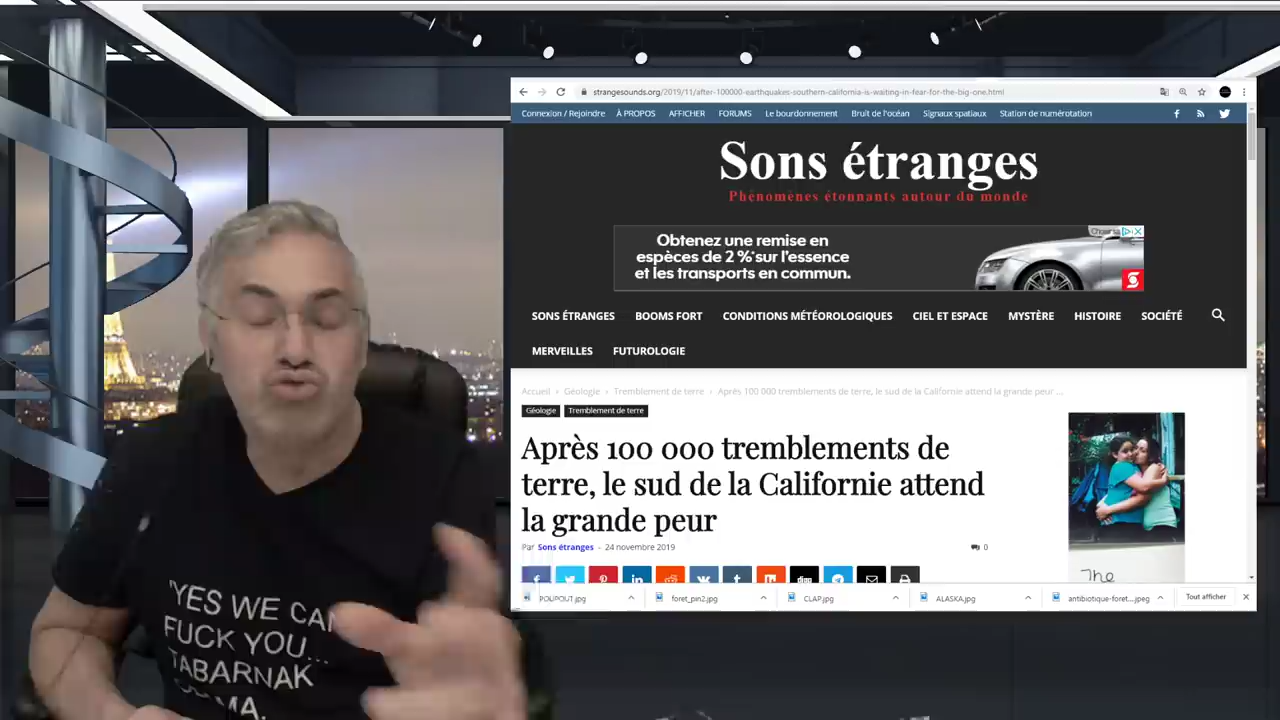 strangesounds.org/2019/11/after-100000-earthquakes-southern-california-is-waiting-in-fear-for-the-big-one.html
Connexion / Rejoindre À PROPOS AFFICHER FORUMS Le bourdonnement Bruit de l'océan Signaux spatiaux Station de numérotation
Sons étranges
Phénomènes étonnants autour du monde
Obtenez une remise en
espèces de 2 %* sur l'essence
et les transports en commun.
SONS ÉTRANGES BOOMS FORT CONDITIONS MÉTÉOROLOGIQUES CIEL ET ESPACE MYSTÈRE HISTOIRE SOCIÉTÉ
MERVEILLES FUTUROLOGIE
Accueil › Géologie › Tremblement de terre › Après 100 000 tremblements de terre, le sud de la Californie attend la grande peur ...
Géologie Tremblement de terre
Après 100 000 tremblements de
terre, le sud de la Californie attend
la grande peur
Par Sons étranges - 24 novembre 2019 0
digg
The
POUPOUT.jpg foret_pin2.jpg CLAP.jpg ALASKA.jpg antibiotique-foret....jpeg Tout afficher
"YES WE CAN
FUCK YOU...
TABARNAK